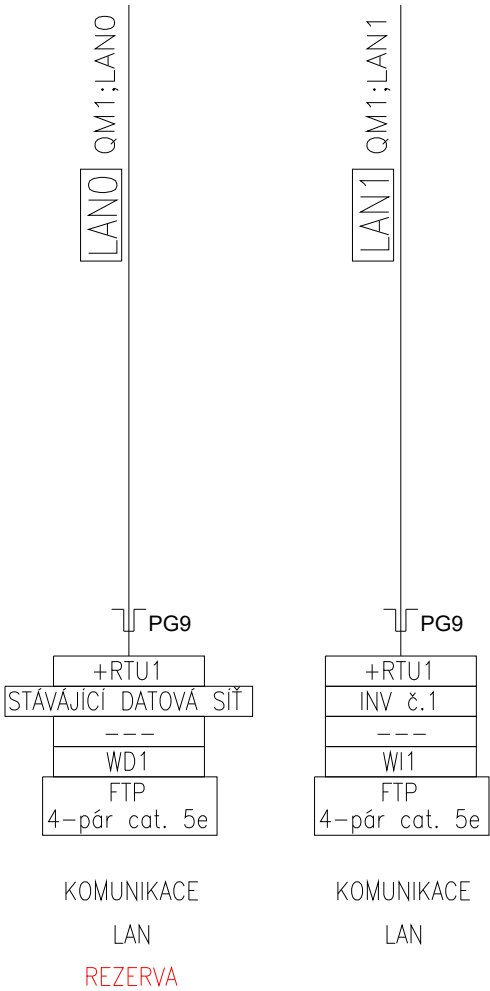 QM1;LAN0
LAN0
PG9
+RTU1
STÁVÁJÍCÍ DATOVÁ SÍŤ
---
WD1
FTP
4-pár cat. 5e
KOMUNIKACE
LAN
REZERVA
QM1;LAN1
LAN1
PG9
+RTU1
INV č.1
---
WI1
FTP
4-pár cat. 5e
KOMUNIKACE
LAN